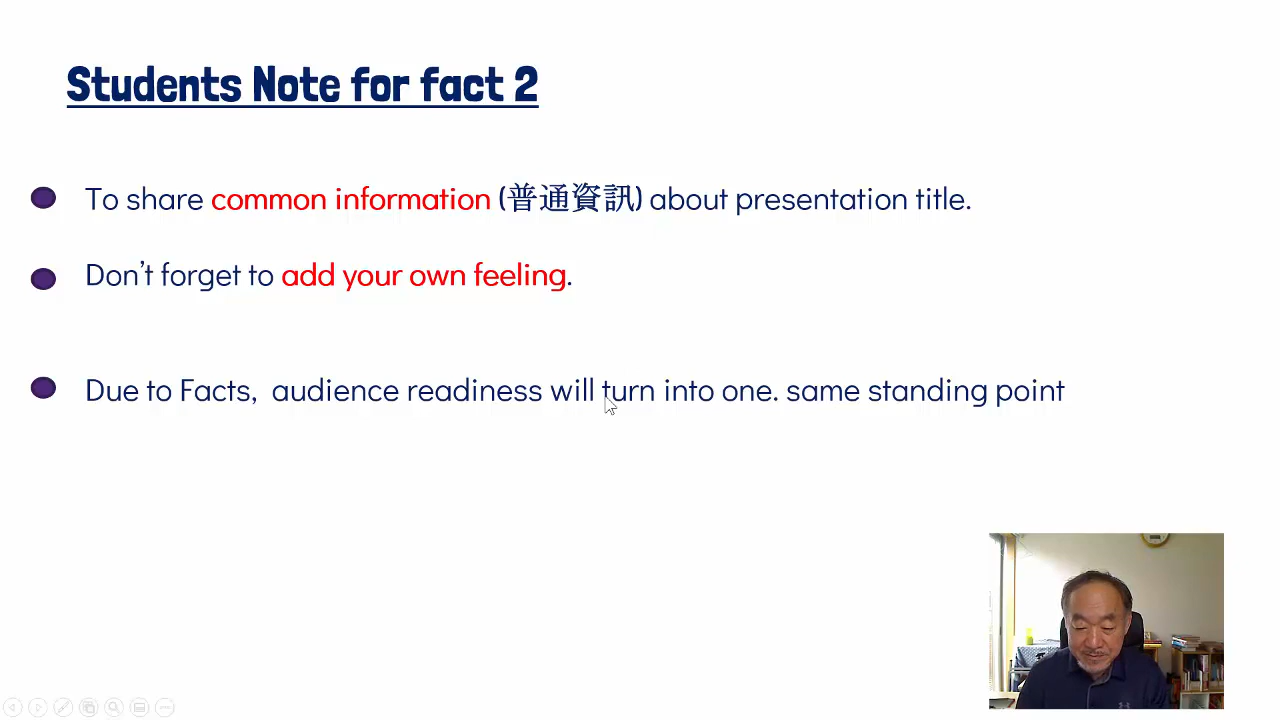 Students Note for fact 2
To share common information (普通資訊) about presentation title.
Don't forget to add your own feeling.
Due to Facts, audience readiness will turn into one. same standing point